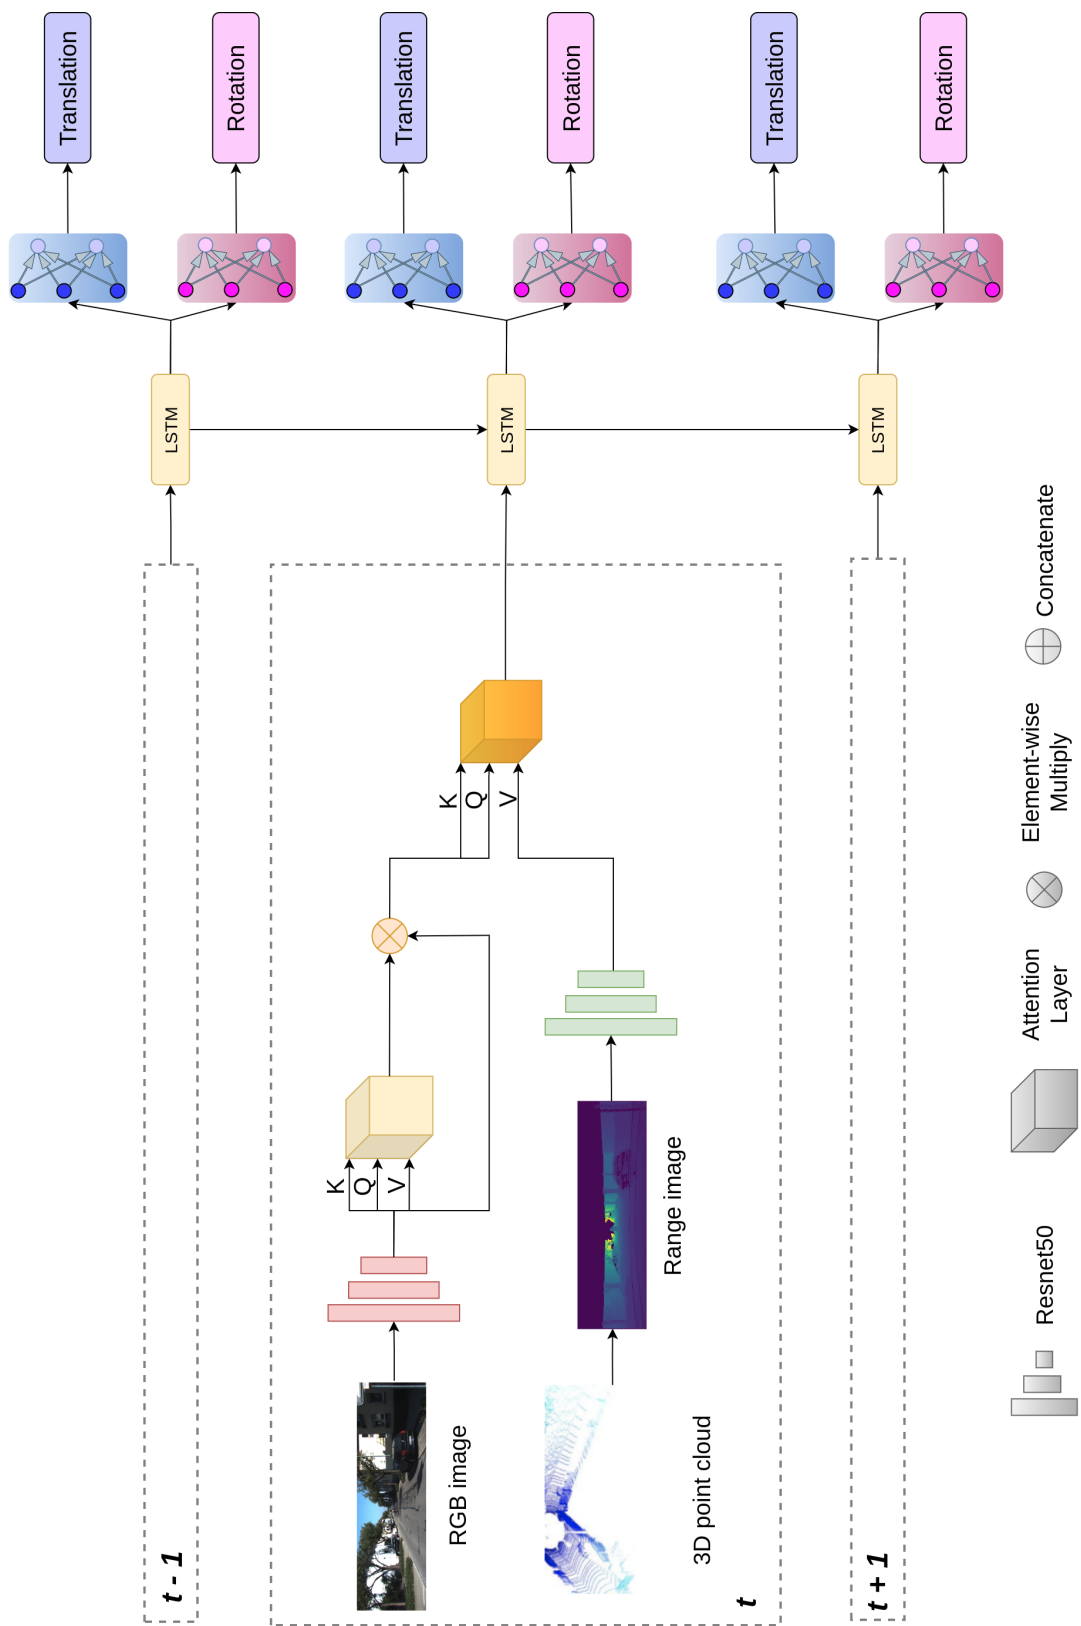 t - 1
LSTM
Translation
Rotation
RGB image
K
Q
V
3D point cloud
Range image
K
Q
V
t
LSTM
Translation
Rotation
t + 1
LSTM
Translation
Rotation
Resnet50
Attention
Layer
Element-wise
Multiply
Concatenate